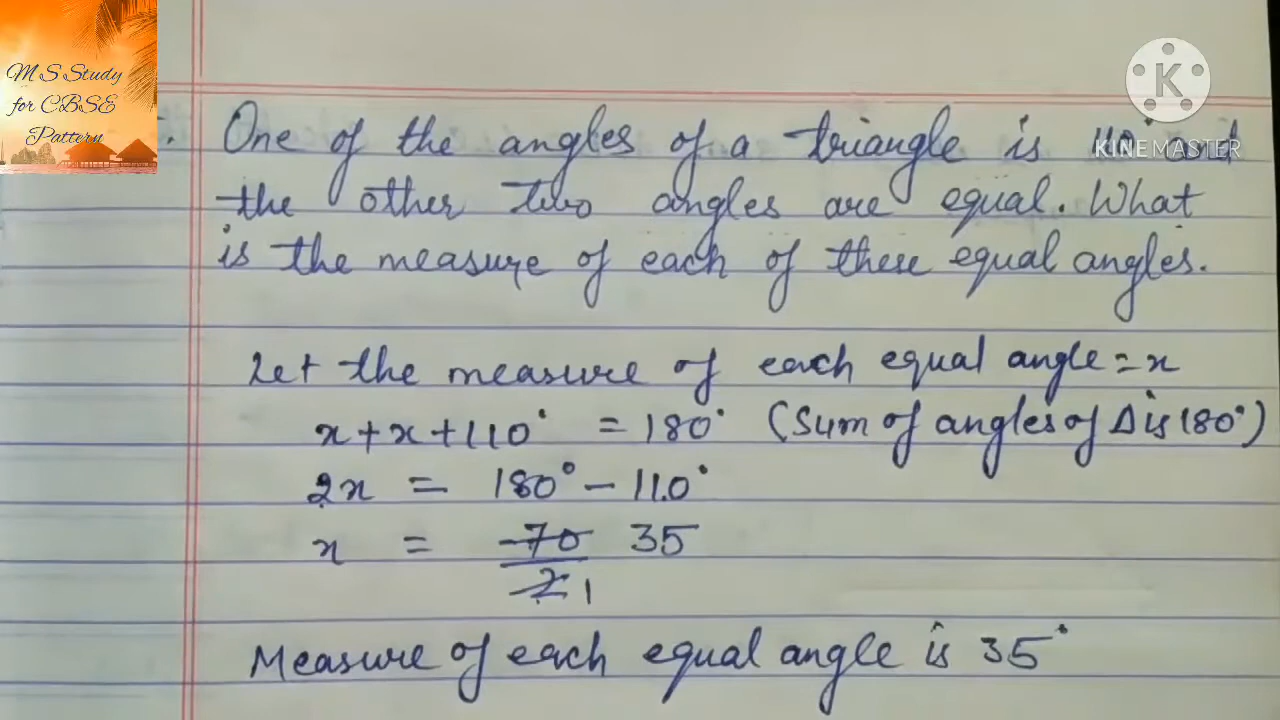 MS Study
for CBSE
Pattern
K
KINEMASTER
One of the angles of a triangle is 110° and
the other two angles are equal. What
is the measure of each of these equal angles.
Let the measure of each equal angle = x
x + x + 110° = 180° (Sum of angles of Δ is 180°)
2x = 180° - 110°
x = 70 35
2 1
Measure of each equal angle is 35°